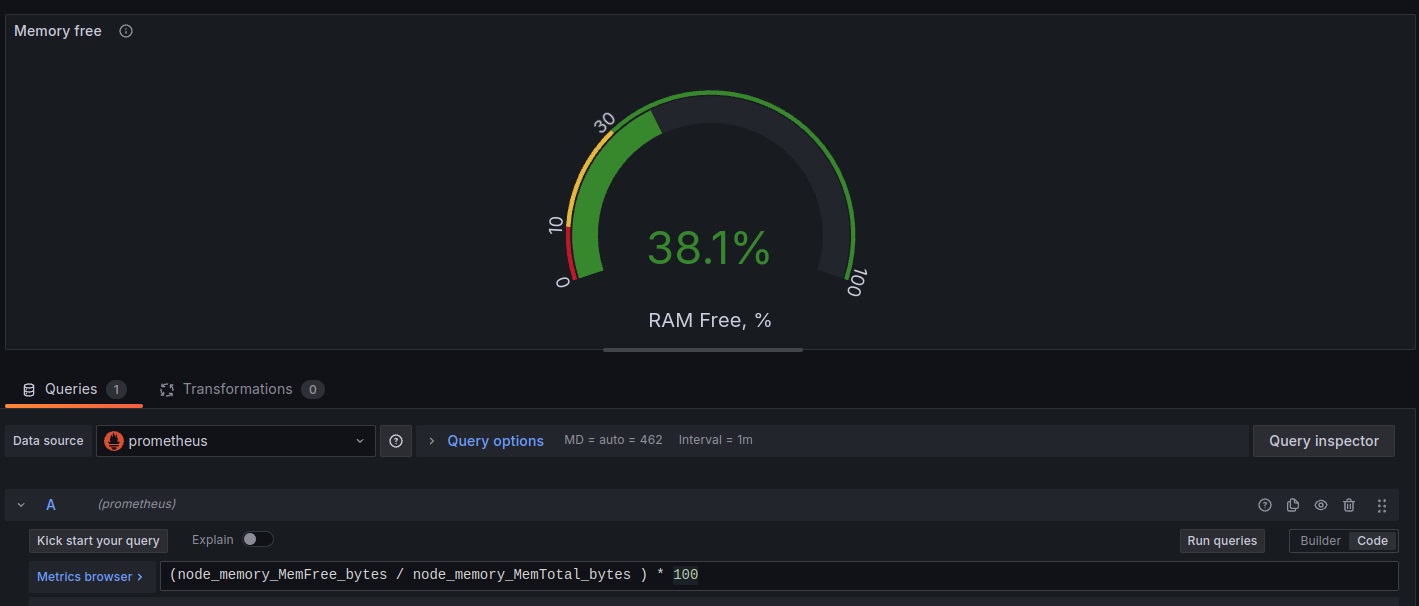 Memory free
30
10
38.1%
0
100
RAM Free, %
Queries 1 Transformations 0
Data source prometheus Query options MD = auto = 462 Interval = 1m Query inspector
A (prometheus)
Kick start your query Explain Run queries Builder Code
Metrics browser > (node_memory_MemFree_bytes / node_memory_MemTotal_bytes ) * 100